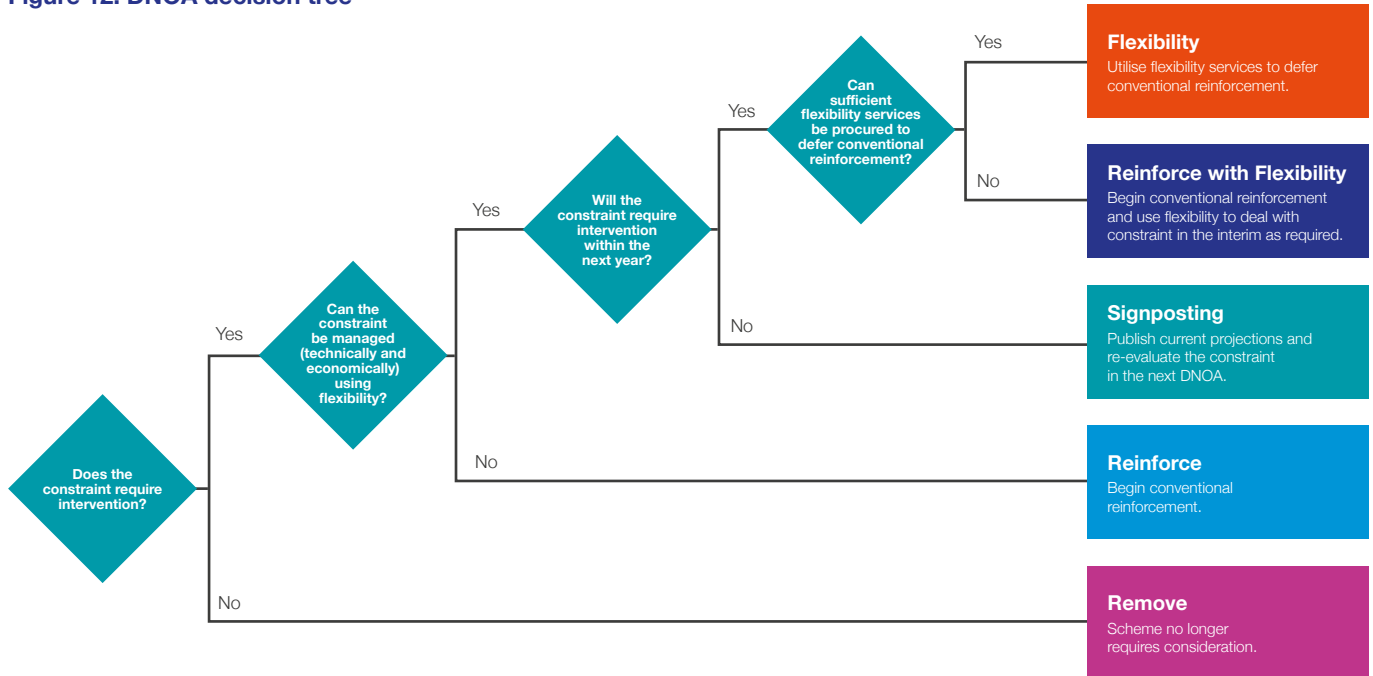 Figure 12. DNOA decision tree
Does the
constraint require
intervention?
Yes
No
Can the
constraint
be managed
(technically and
economically)
using
flexibility?
Yes
No
Will the
constraint require
intervention
within the
next year?
Yes
No
Can
sufficient
flexibility services
be procured to
defer conventional
reinforcement?
Yes
No
Flexibility
Utilise flexibility services to defer
conventional reinforcement.
Reinforce with Flexibility
Begin conventional reinforcement
and use flexibility to deal with
constraint in the interim as required.
Signposting
Publish current projections and
re-evaluate the constraint
in the next DNOA.
Reinforce
Begin conventional
reinforcement.
Remove
Scheme no longer
requires consideration.